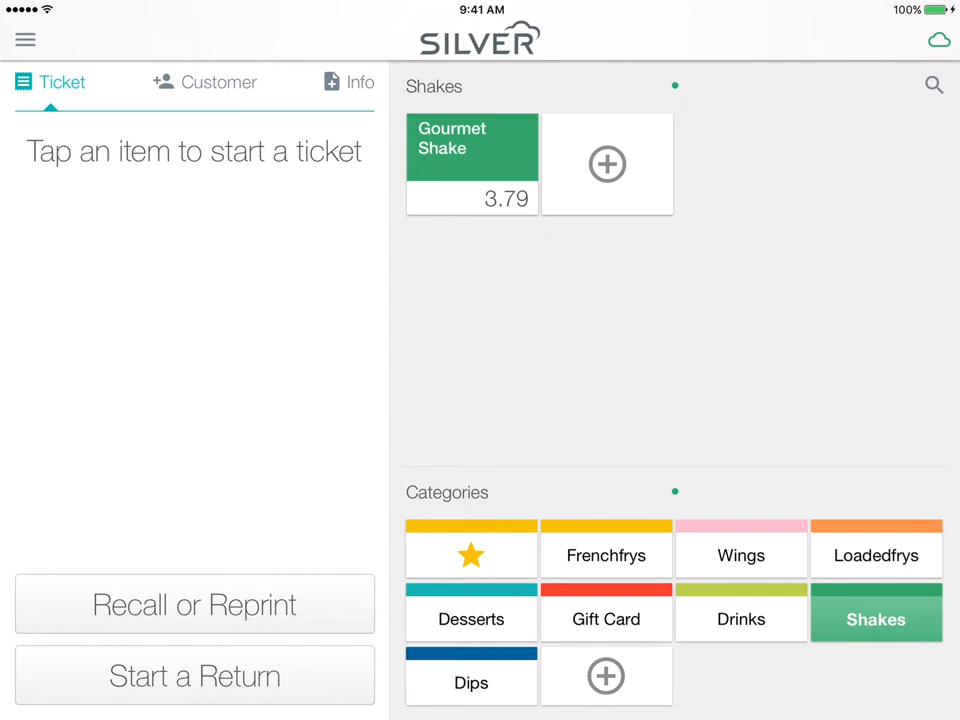 9:41 AM
100%
SILVER
Ticket
Customer
Info
Tap an item to start a ticket
Recall or Reprint
Start a Return
Shakes
Gourmet
Shake
3.79
Categories
Frenchfrys
Wings
Loadedfrys
Desserts
Gift Card
Drinks
Shakes
Dips